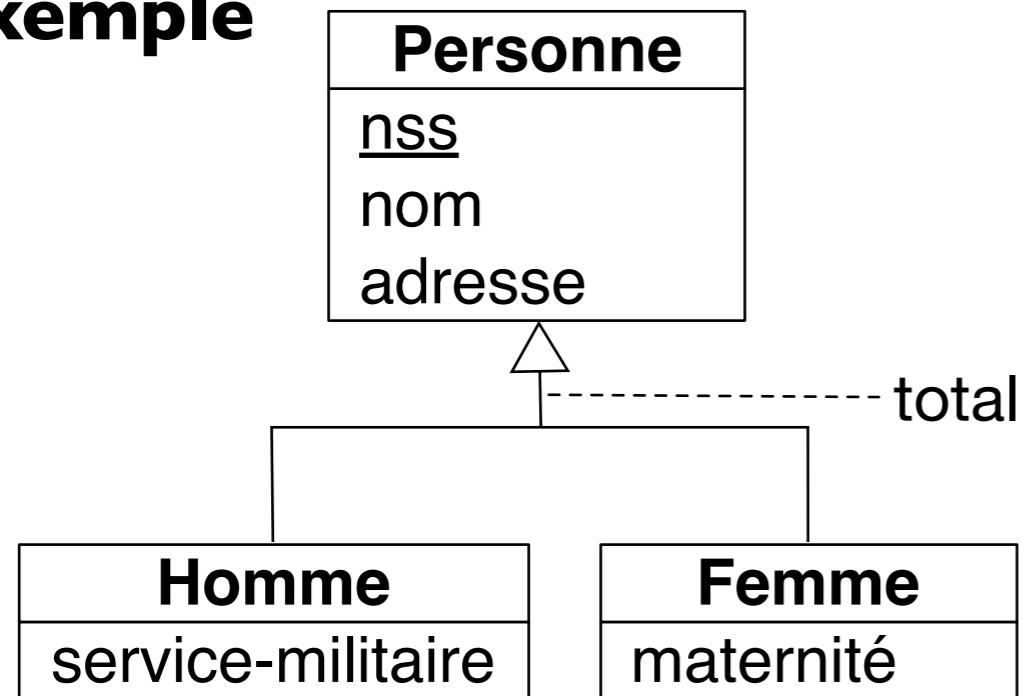 xemple
Personne
nss
nom
adresse
total
Homme
Femme
service-militaire
maternité